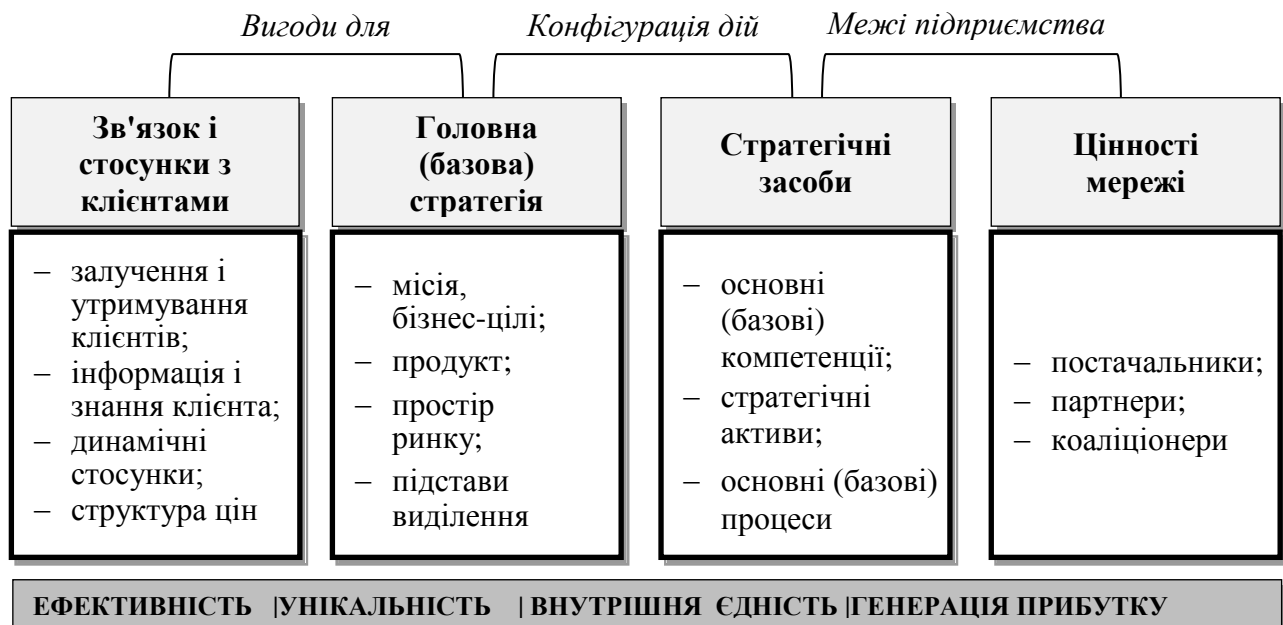 Вигоди для
Конфігурація дій
Межі підприємства
Зв'язок і
стосунки з
клієнтами
Головна
(базова)
стратегія
Стратегічні
засоби
Цінності
мережі
– залучення і
утримування
клієнтів;
– інформація і
знання клієнта;
– динамічні
стосунки;
– структура цін
– місія,
бізнес-цілі;
– продукт;
– простір
ринку;
– підстави
виділення
– основні
(базові)
компетенції;
– стратегічні
активи;
– основні (базові)
процеси
– постачальники;
– партнери;
– коаліціонери
ЕФЕКТИВНІСТЬ |УНІКАЛЬНІСТЬ | ВНУТРІШНЯ ЄДНІСТЬ |ГЕНЕРАЦІЯ ПРИБУТКУ